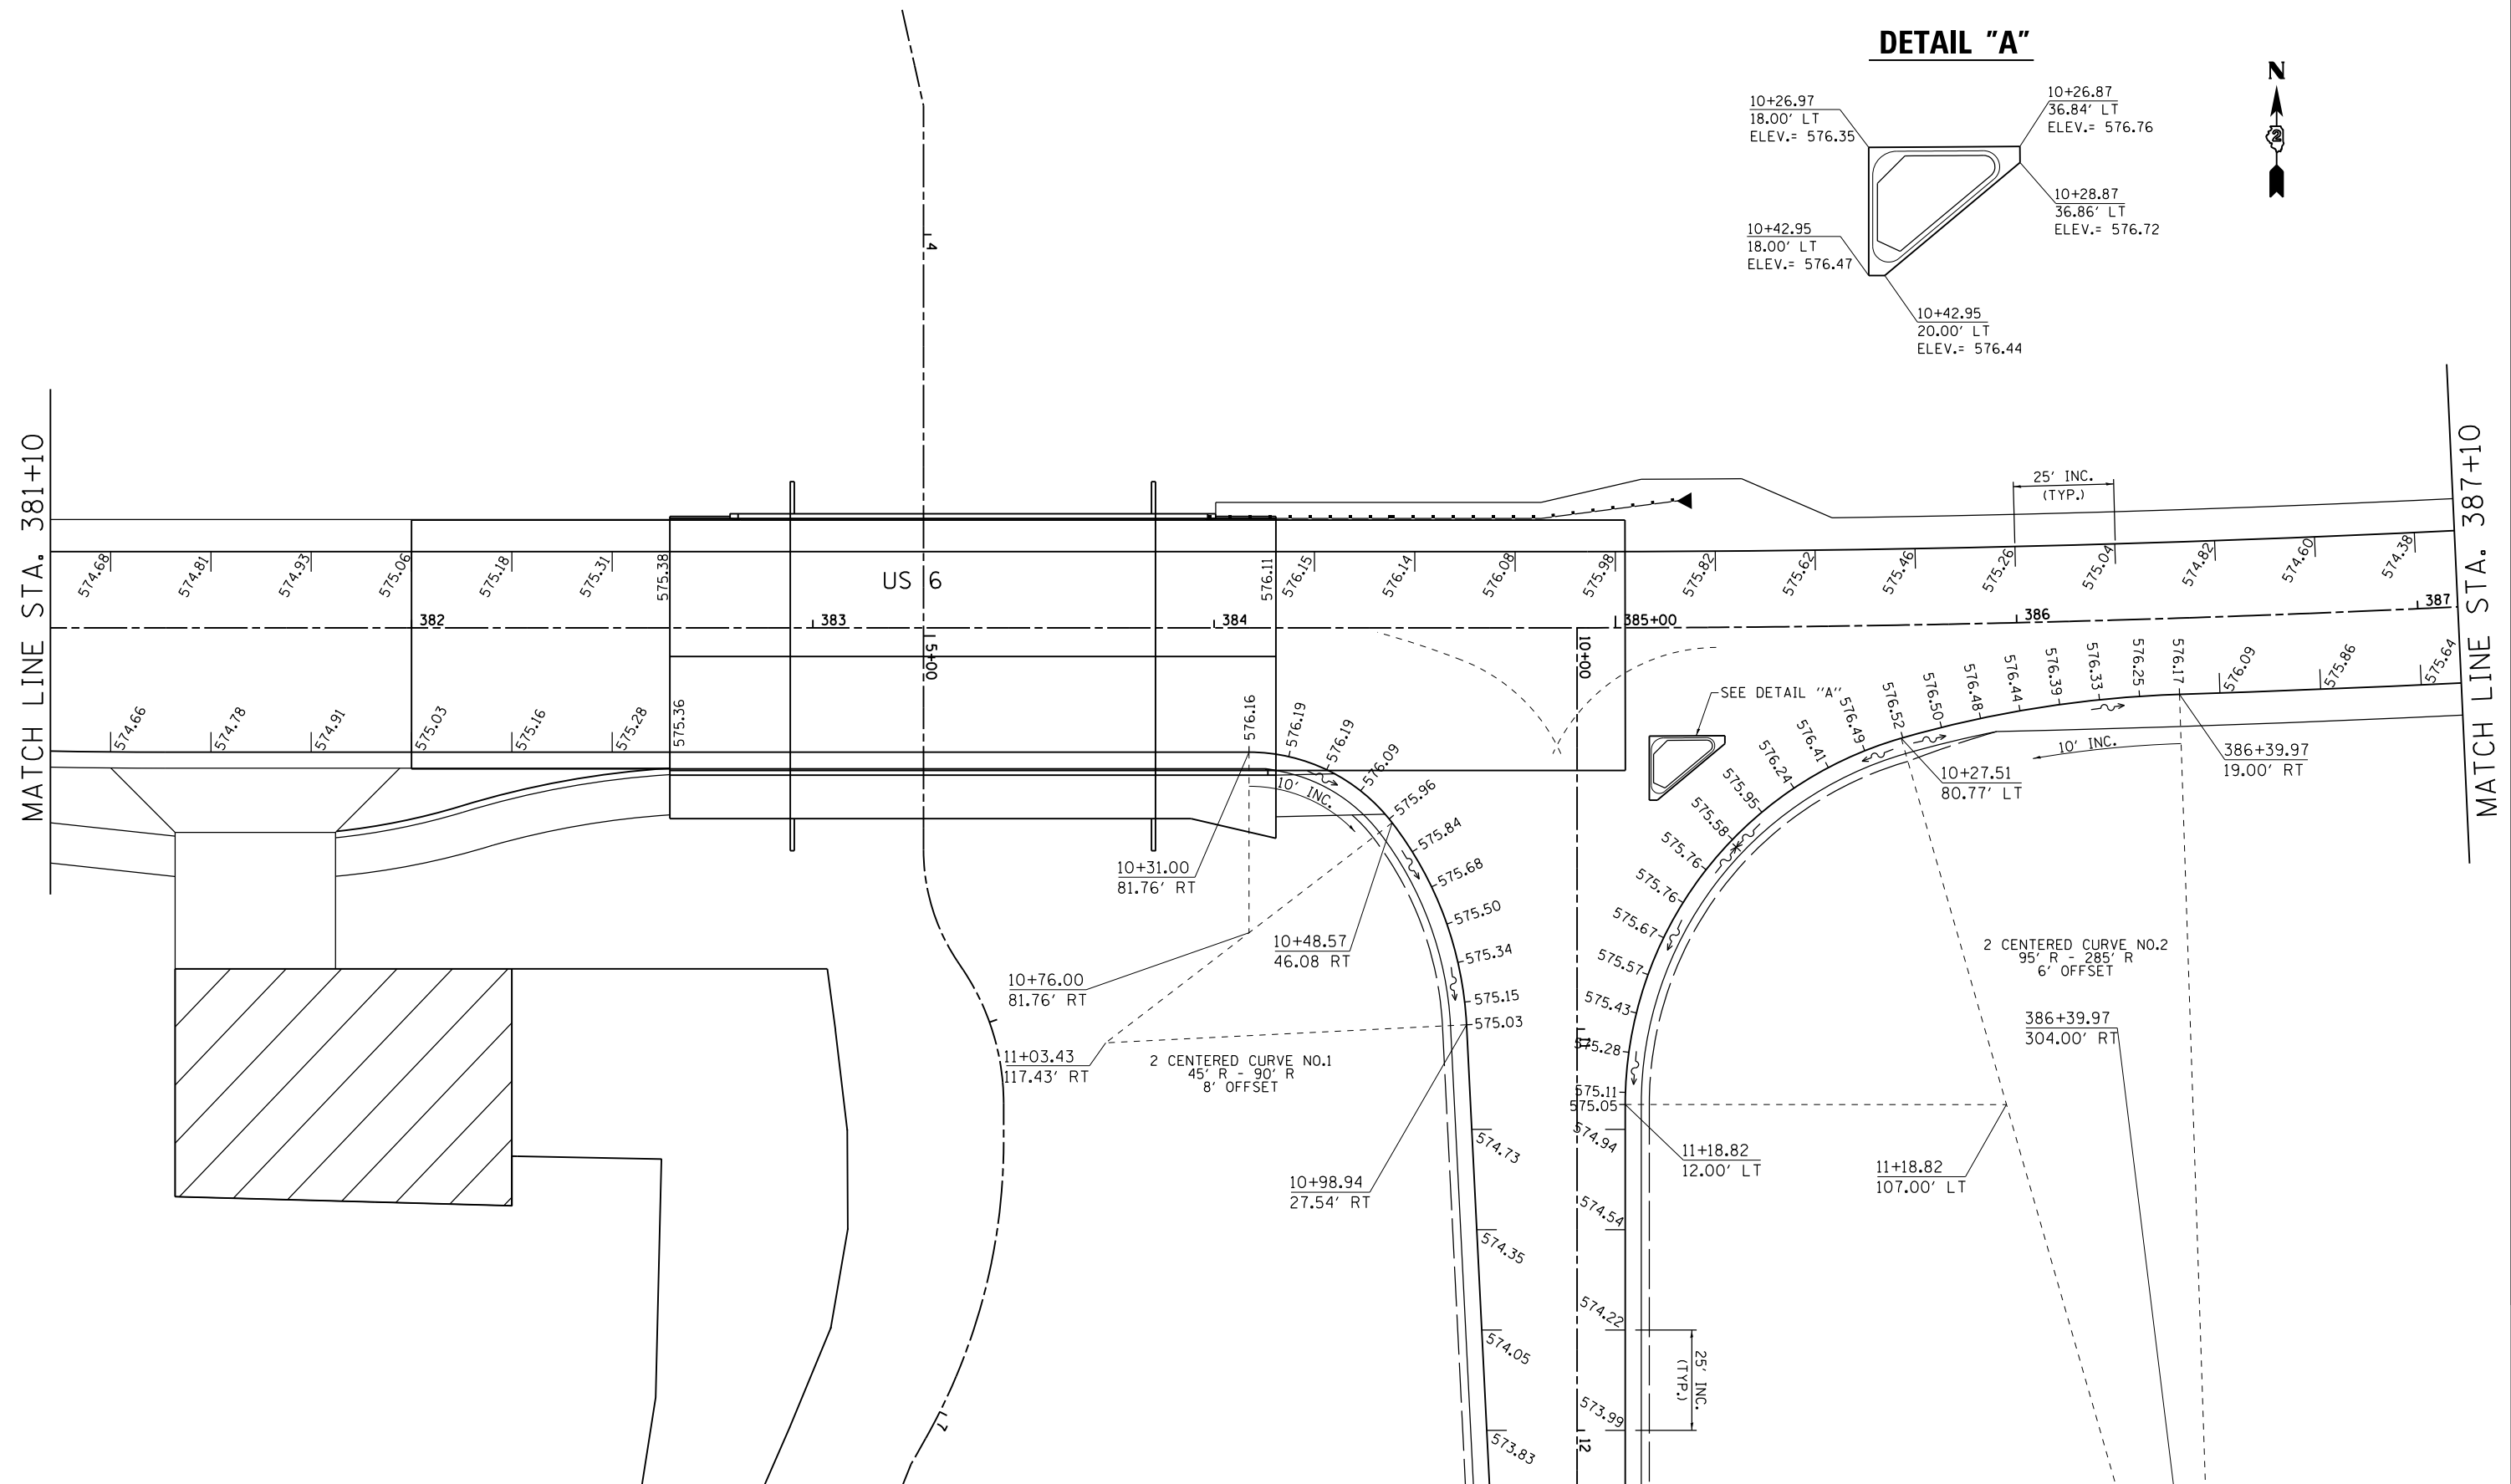 DETAIL "A"
N
2
10+26.97
18.00' LT
ELEV.= 576.35
10+26.87
36.84' LT
ELEV.= 576.76
10+28.87
36.86' LT
ELEV.= 576.72
10+42.95
18.00' LT
ELEV.= 576.47
10+42.95
20.00' LT
ELEV.= 576.44
4
MATCH LINE STA. 381+10
MATCH LINE STA. 387+10
25' INC.
(TYP.)
574.68
574.81
574.93
575.06
575.18
575.31
575.38
US 6
576.11
576.15
576.14
576.08
575.98
575.82
575.62
575.46
575.26
575.04
574.82
574.60
574.38
382
383
384
385+00
386
387
5+00
10+00
574.66
574.78
574.91
575.03
575.16
575.28
575.36
576.16
576.19
576.19
576.09
575.96
575.84
575.68
575.50
575.34
575.15
575.03
10' INC.
SEE DETAIL "A"
576.17
576.25
576.33
576.39
576.44
576.48
576.50
576.52
576.49
576.41
576.24
575.95
575.58
575.76
575.76
575.67
575.57
575.43
575.28
575.11
575.05
576.09
575.86
575.64
10' INC.
386+39.97
19.00' RT
10+27.51
80.77' LT
10+31.00
81.76' RT
10+48.57
46.08 RT
10+76.00
81.76' RT
11+03.43
117.43' RT
2 CENTERED CURVE NO.1
45' R - 90' R
8' OFFSET
2 CENTERED CURVE NO.2
95' R - 285' R
6' OFFSET
386+39.97
304.00' RT
11
11+18.82
12.00' LT
11+18.82
107.00' LT
10+98.94
27.54' RT
574.73
574.35
574.05
573.83
574.94
574.54
574.22
573.99
25' INC.
(TYP.)
7
12